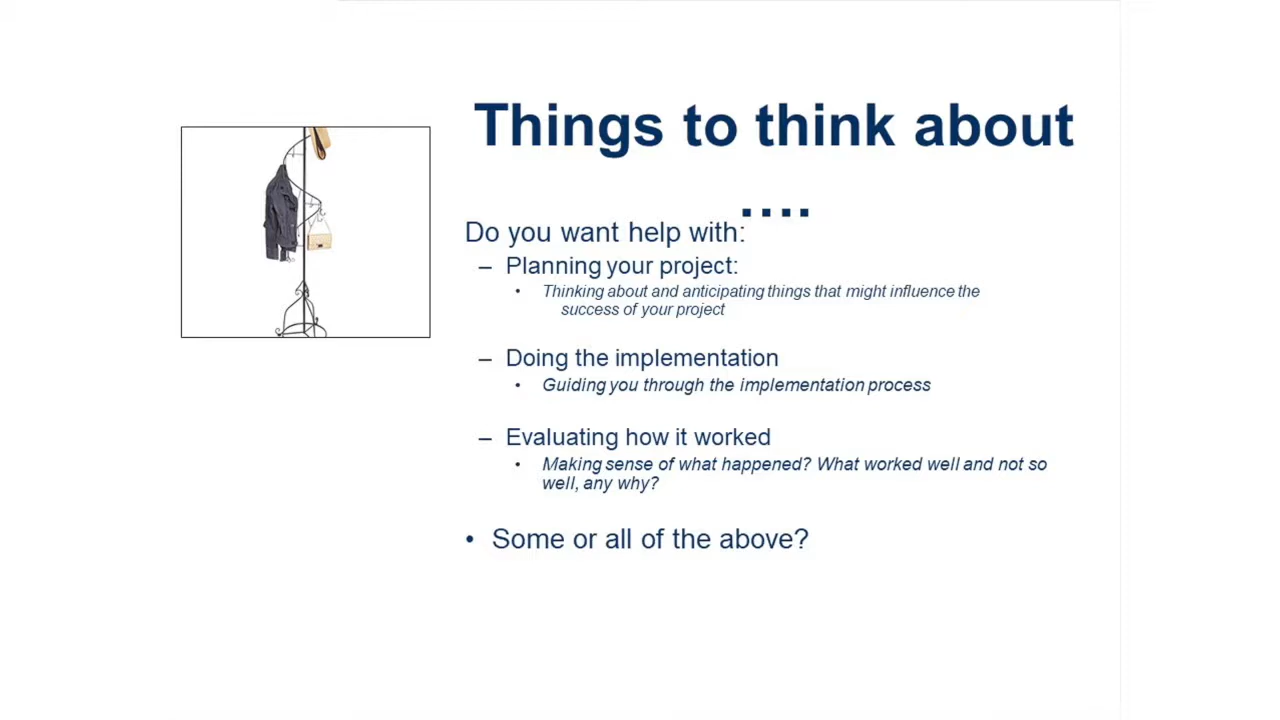 Things to think about
....
Do you want help with:
– Planning your project:
• Thinking about and anticipating things that might influence the
success of your project
– Doing the implementation
• Guiding you through the implementation process
– Evaluating how it worked
• Making sense of what happened? What worked well and not so
well, any why?
• Some or all of the above?